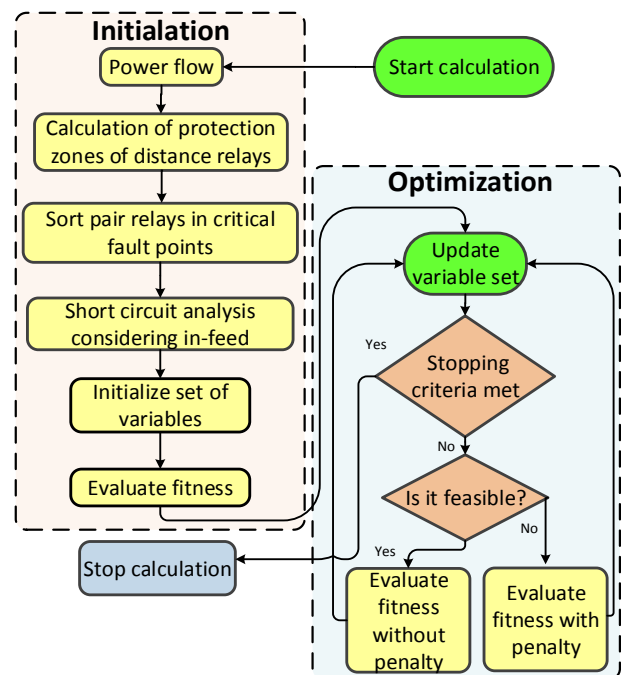 Initialation
Power flow
Start calculation
Calculation of protection
zones of distance relays
Sort pair relays in critical
fault points
Short circuit analysis
considering in-feed
Initialize set of
variables
Evaluate fitness
Stop calculation
Optimization
Update
variable set
Yes
Stopping
criteria met
No
Is it feasible?
Yes
No
Evaluate
fitness
without
penalty
Evaluate
fitness with
penalty